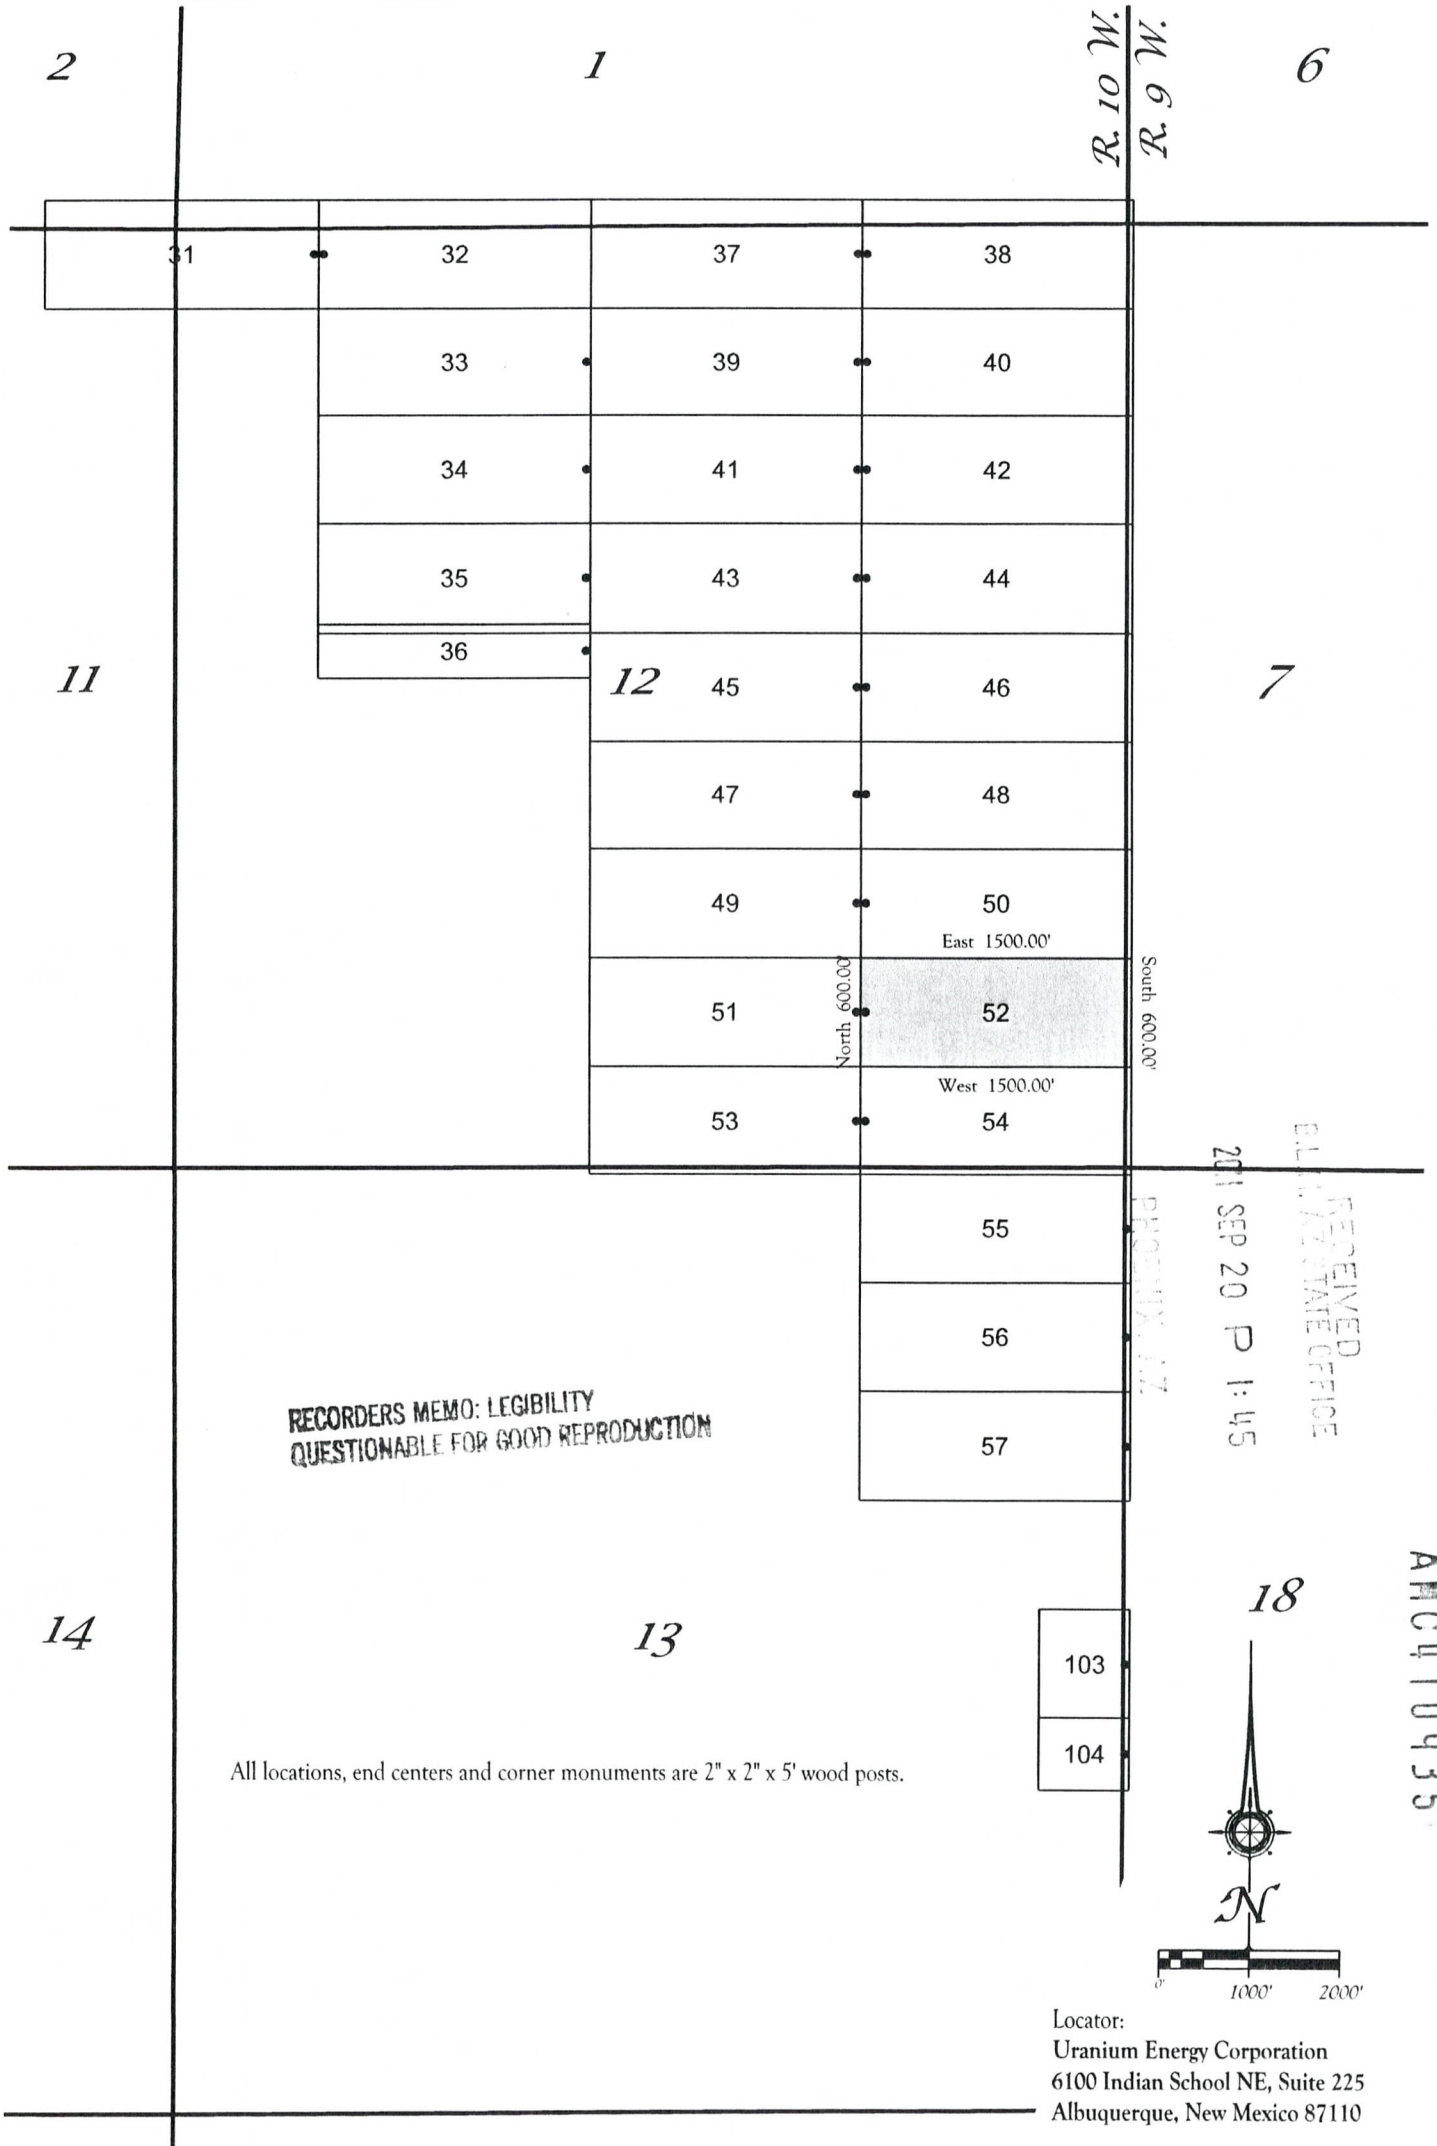 2
1
R. 10 W.
R. 9 W.
6
31
32
37
38
33
39
40
34
41
42
35
43
44
36
11
12
45
46
7
47
48
49
50
East 1500.00'
North 600.00'
51
52
South 600.00'
West 1500.00'
53
54
55
56
57
RECEIVED
STATE OFFICE
SEP 20 P 1:45
PHOENIX, AZ
RECORDERS MEMO: LEGIBILITY
QUESTIONABLE FOR GOOD REPRODUCTION
14
13
18
103
104
AMC410935
All locations, end centers and corner monuments are 2" x 2" x 5' wood posts.
N
0' 1000' 2000'
Locator:
Uranium Energy Corporation
6100 Indian School NE, Suite 225
Albuquerque, New Mexico 87110